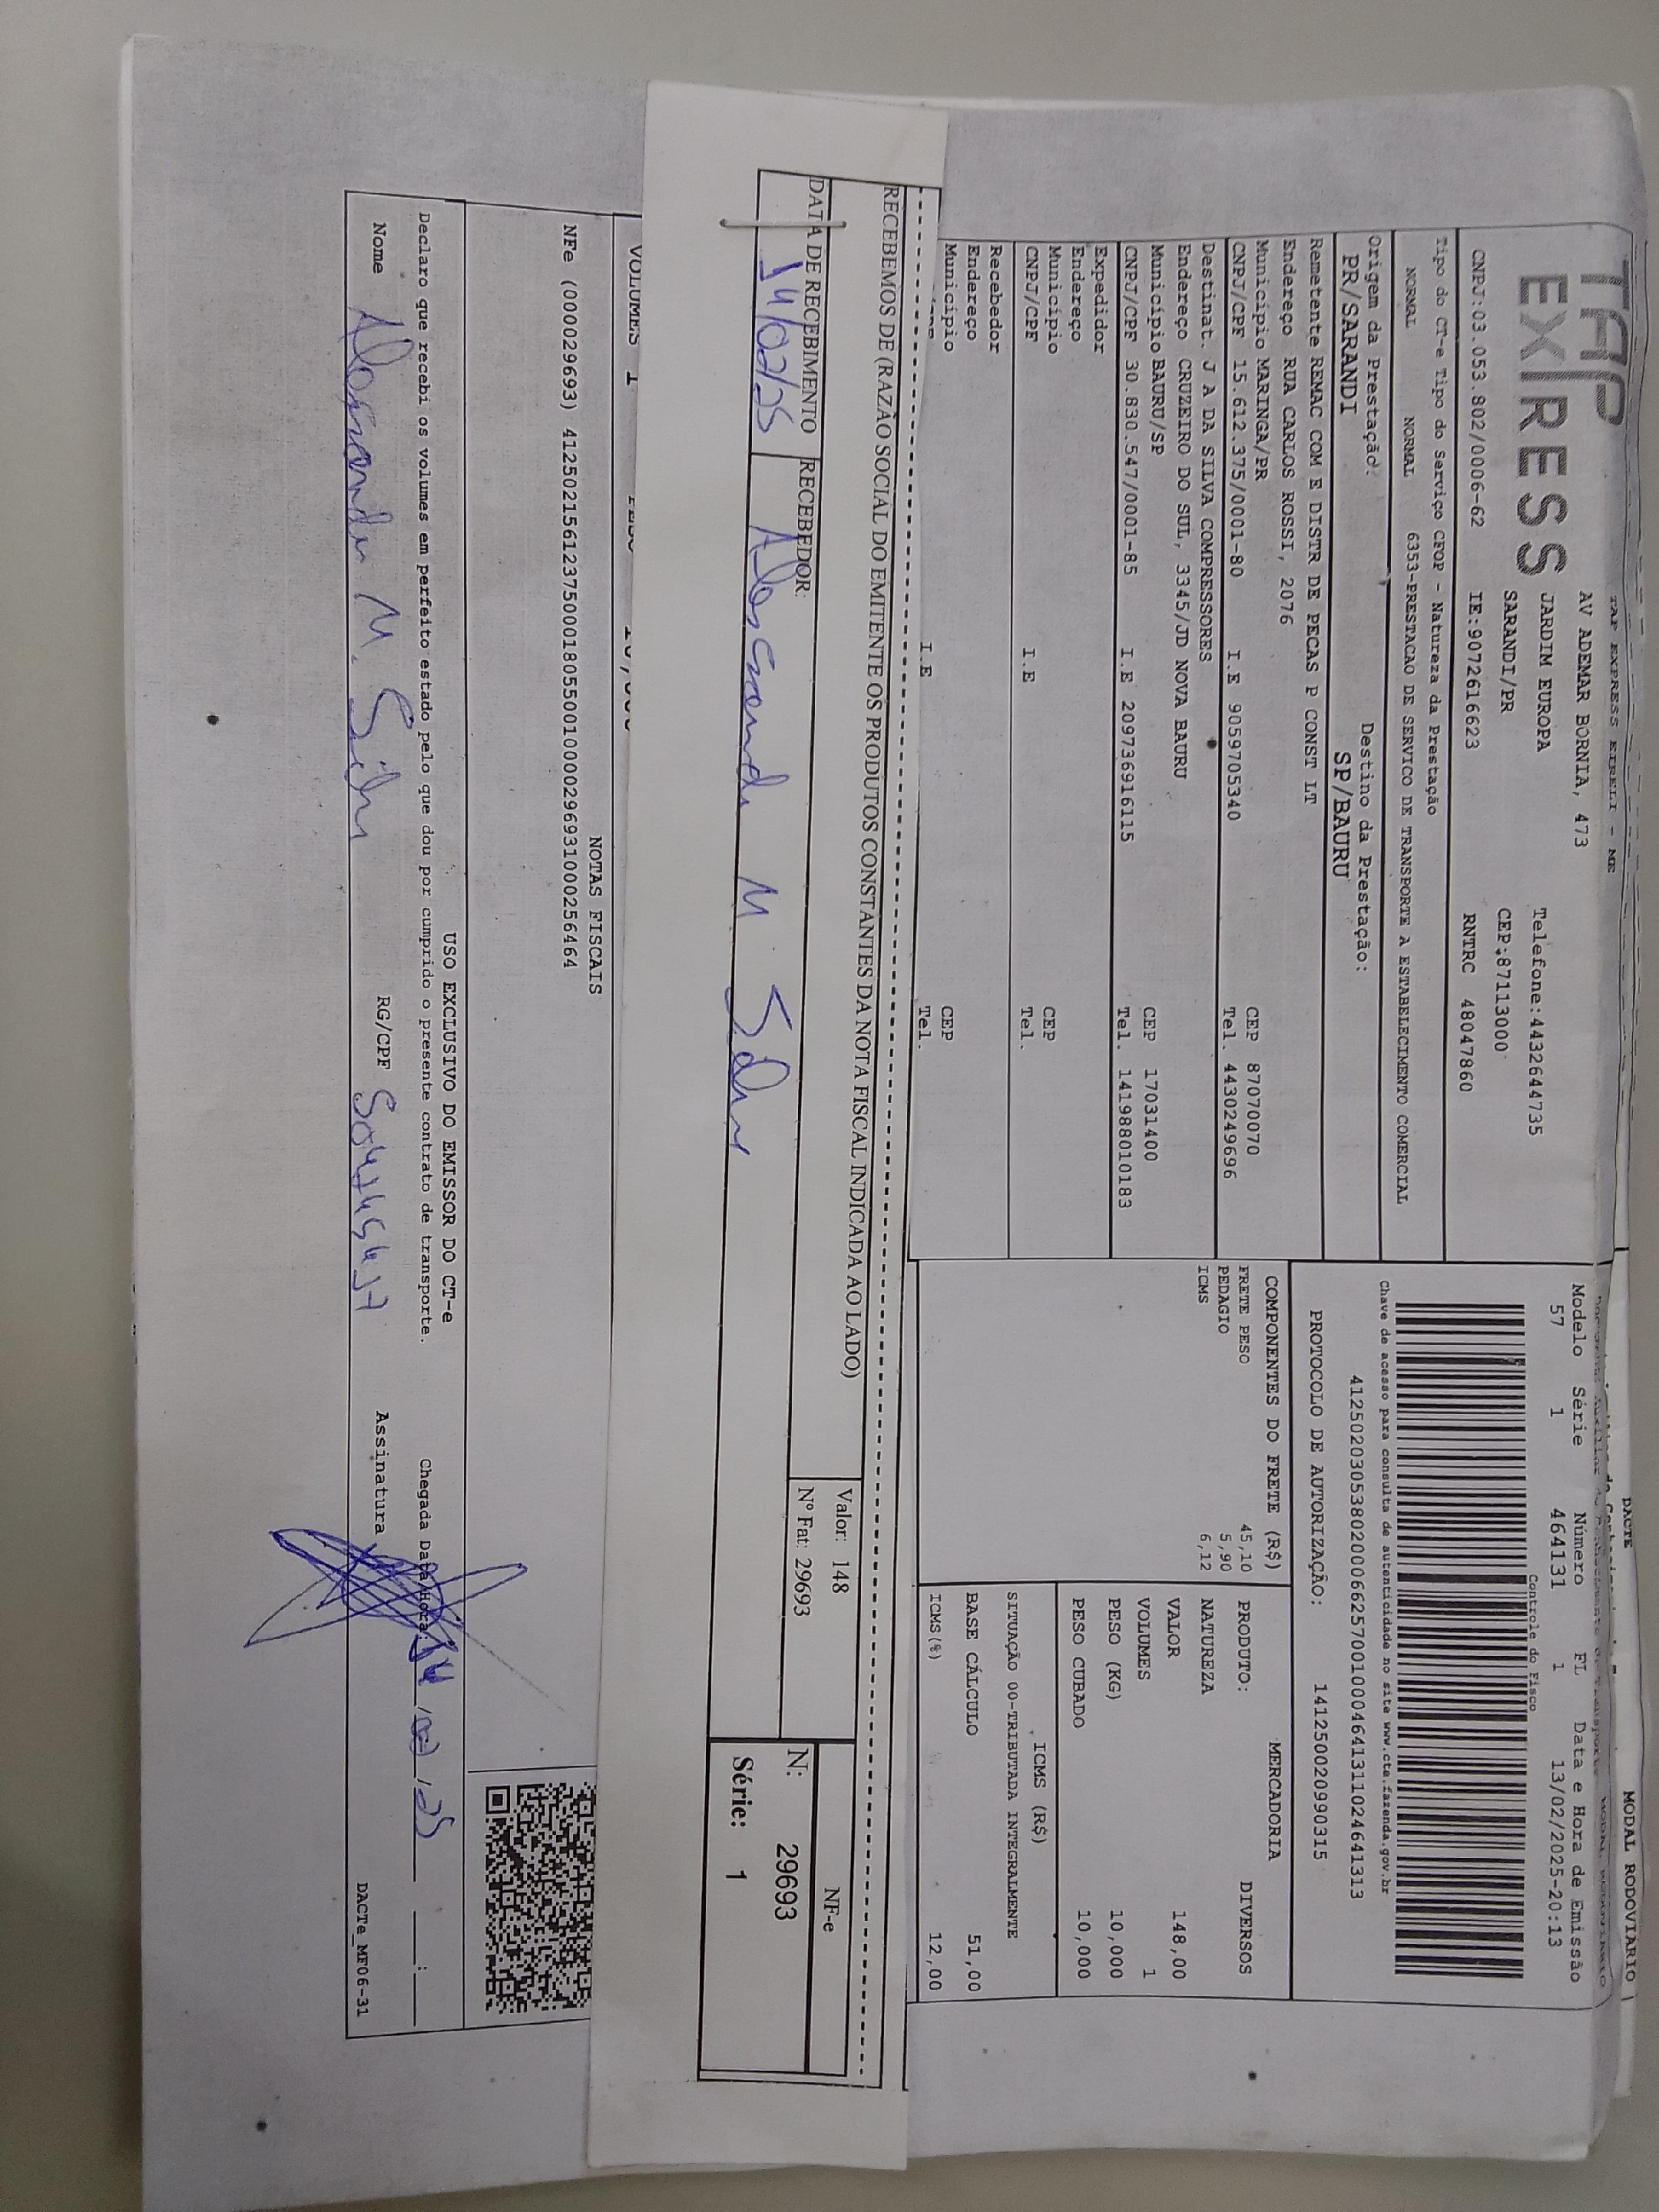 DACTE
MODAL RODOVIÁRIO
TAP EXPRESS EIRELI - ME
TAP
EXPRESS
AV ADEMAR BORNIA, 473
JARDIM EUROPA
Telefone:4432644735
SARANDI/PR
CEP:87113000
CNPJ:03.053.802/0006-62 IE:9072616623 RNTRC 48047860
Modelo Série Número FL Data e Hora de Emissão
57 1 464131 1 13/02/2025-20:13
Controle do Fisco
Chave de acesso para consulta de autenticidade no site www.cte.fazenda.gov.br
41250203053802000662570010004641311024641313
PROTOCOLO DE AUTORIZAÇÃO: 141250020990315
Tipo do CT-e Tipo do Serviço CFOP - Natureza da Prestação
NORMAL NORMAL 6353-PRESTACAO DE SERVICO DE TRANSPORTE A ESTABELECIMENTO COMERCIAL
Origem da Prestação: Destino da Prestação:
PR/SARANDI SP/BAURU
Remetente REMAC COM E DISTR DE PECAS P CONST LT
Endereço RUA CARLOS ROSSI, 2076
Município MARINGA/PR CEP 87070070
CNPJ/CPF 15.612.375/0001-80 I.E 9059705340 Tel. 4430249696
Destinat. J A DA SILVA COMPRESSORES
Endereço CRUZEIRO DO SUL, 3345/JD NOVA BAURU
Município BAURU/SP CEP 17031400
CNPJ/CPF 30.830.547/0001-85 I.E 209736916115 Tel. 14198801018​3
Expedidor
Endereço
Município CEP
CNPJ/CPF I.E Tel.
Recebedor
Endereço
Município CEP
I.E Tel.
COMPONENTES DO FRETE (R$)
FRETE PESO 45,10
PEDAGIO 5,90
ICMS 6,12
MERCADORIA
PRODUTO: DIVERSOS
NATUREZA
VALOR 148,00
VOLUMES 1
PESO (KG) 10,000
PESO CUBADO 10,000
ICMS (R$)
SITUAÇÃO 00-TRIBUTADA INTEGRALMENTE
BASE CÁLCULO 51,00
ICMS(%) 12,00
RECEBEMOS DE (RAZÃO SOCIAL DO EMITENTE OS PRODUTOS CONSTANTES DA NOTA FISCAL INDICADA AO LADO)
Valor: 148
Nº Fat: 29693
NF-e
N: 29693
Série: 1
DATA DE RECEBIMENTO RECEBEDOR:
14/02/25 Alexsandro M. Silva
VOLUMES 1
NOTAS FISCAIS
NFe (000029693) 41250215612375000180550010000296931000256464
USO EXCLUSIVO DO EMISSOR DO CT-e
Declaro que recebi os volumes em perfeito estado pelo que dou por cumprido o presente contrato de transporte.
Chegada Data/Hora: 14/02/25 __:__
Nome Alexsandro M. Silva RG/CPF Assinatura
DACTe_MF06-31